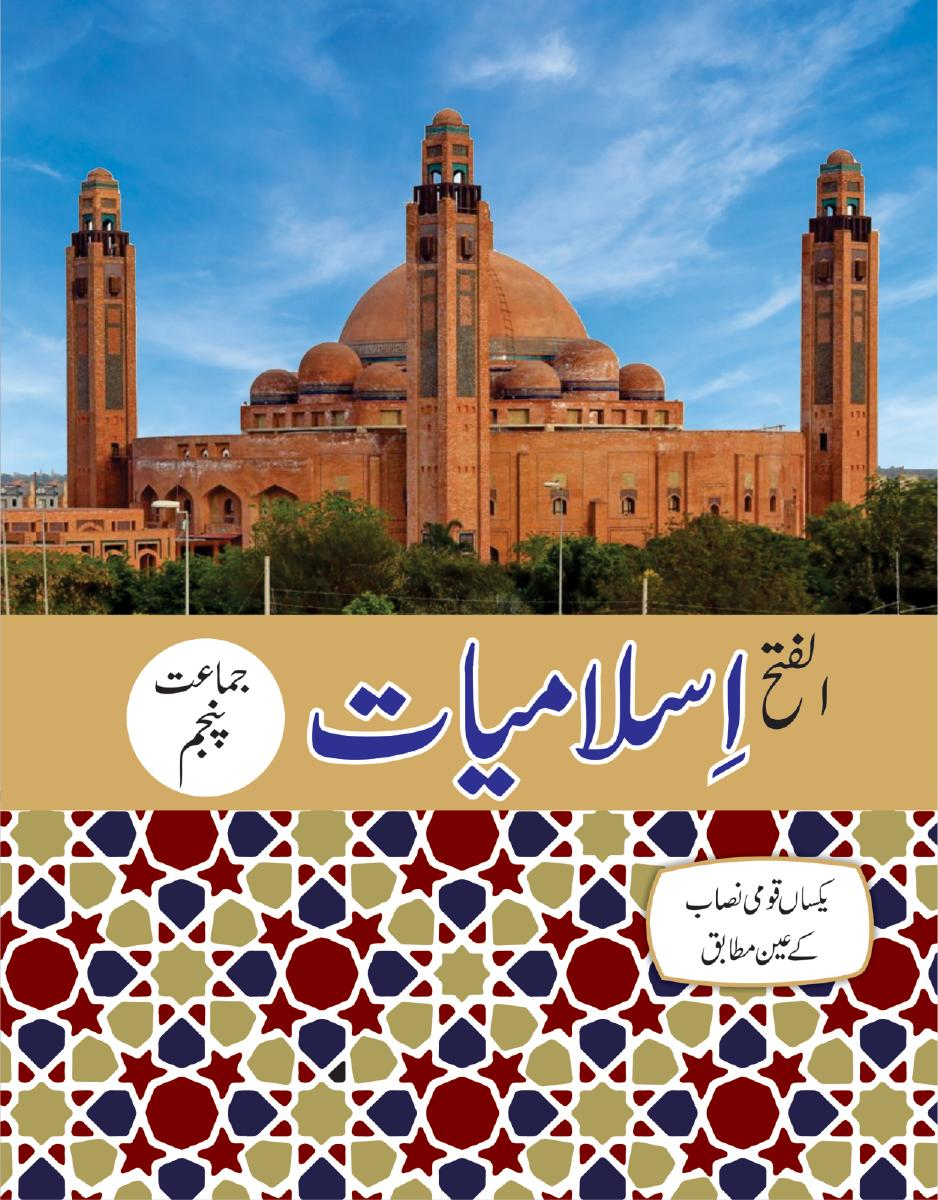 الفتح
اِسلامیات
جماعت
پنجم
یکساں قومی نصاب
کے عین مطابق